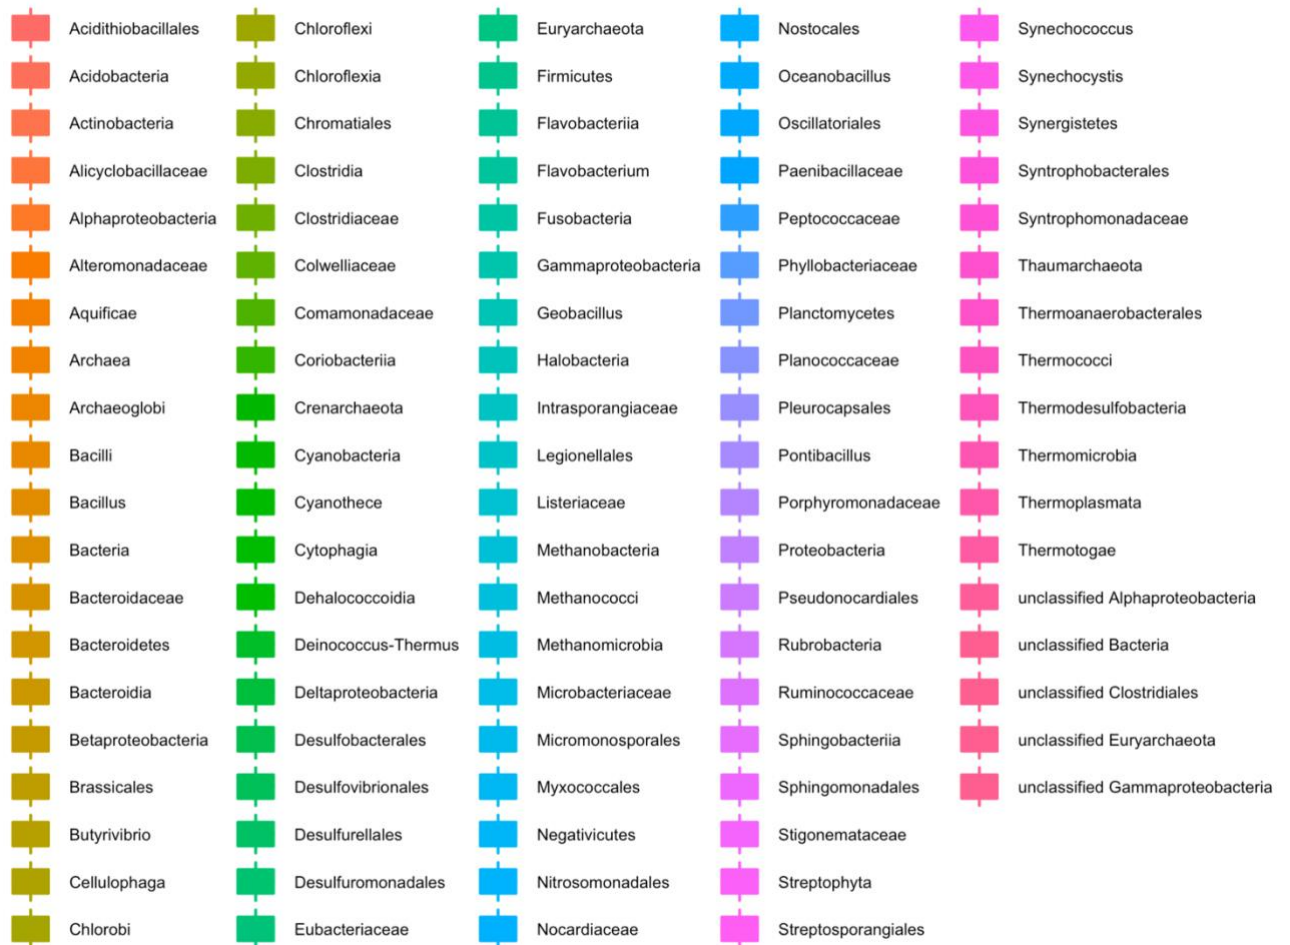 Acidithiobacillales
Acidobacteria
Actinobacteria
Alicyclobacillaceae
Alphaproteobacteria
Alteromonadaceae
Aquificae
Archaea
Archaeoglobi
Bacilli
Bacillus
Bacteria
Bacteroidaceae
Bacteroidetes
Bacteroidia
Betaproteobacteria
Brassicales
Butyrivibrio
Cellulophaga
Chlorobi
Chloroflexi
Chloroflexia
Chromatiales
Clostridia
Clostridiaceae
Colwelliaceae
Comamonadaceae
Coriobacteriia
Crenarchaeota
Cyanobacteria
Cyanothece
Cytophagia
Dehalococcoidia
Deinococcus-Thermus
Deltaproteobacteria
Desulfobacterales
Desulfovibrionales
Desulfurellales
Desulfuromonadales
Eubacteriaceae
Euryarchaeota
Firmicutes
Flavobacteriia
Flavobacterium
Fusobacteria
Gammaproteobacteria
Geobacillus
Halobacteria
Intrasporangiaceae
Legionellales
Listeriaceae
Methanobacteria
Methanococci
Methanomicrobia
Microbacteriaceae
Micromonosporales
Myxococcales
Negativicutes
Nitrosomonadales
Nocardiaceae
Nostocales
Oceanobacillus
Oscillatoriales
Paenibacillaceae
Peptococcaceae
Phyllobacteriaceae
Planctomycetes
Planococcaceae
Pleurocapsales
Pontibacillus
Porphyromonadaceae
Proteobacteria
Pseudonocardiales
Rubrobacteria
Ruminococcaceae
Sphingobacteriia
Sphingomonadales
Stigonemataceae
Streptophyta
Streptosporangiales
Synechococcus
Synechocystis
Synergistetes
Syntrophobacterales
Syntrophomonadaceae
Thaumarchaeota
Thermoanaerobacterales
Thermococci
Thermodesulfobacteria
Thermomicrobia
Thermoplasmata
Thermotogae
unclassified Alphaproteobacteria
unclassified Bacteria
unclassified Clostridiales
unclassified Euryarchaeota
unclassified Gammaproteobacteria